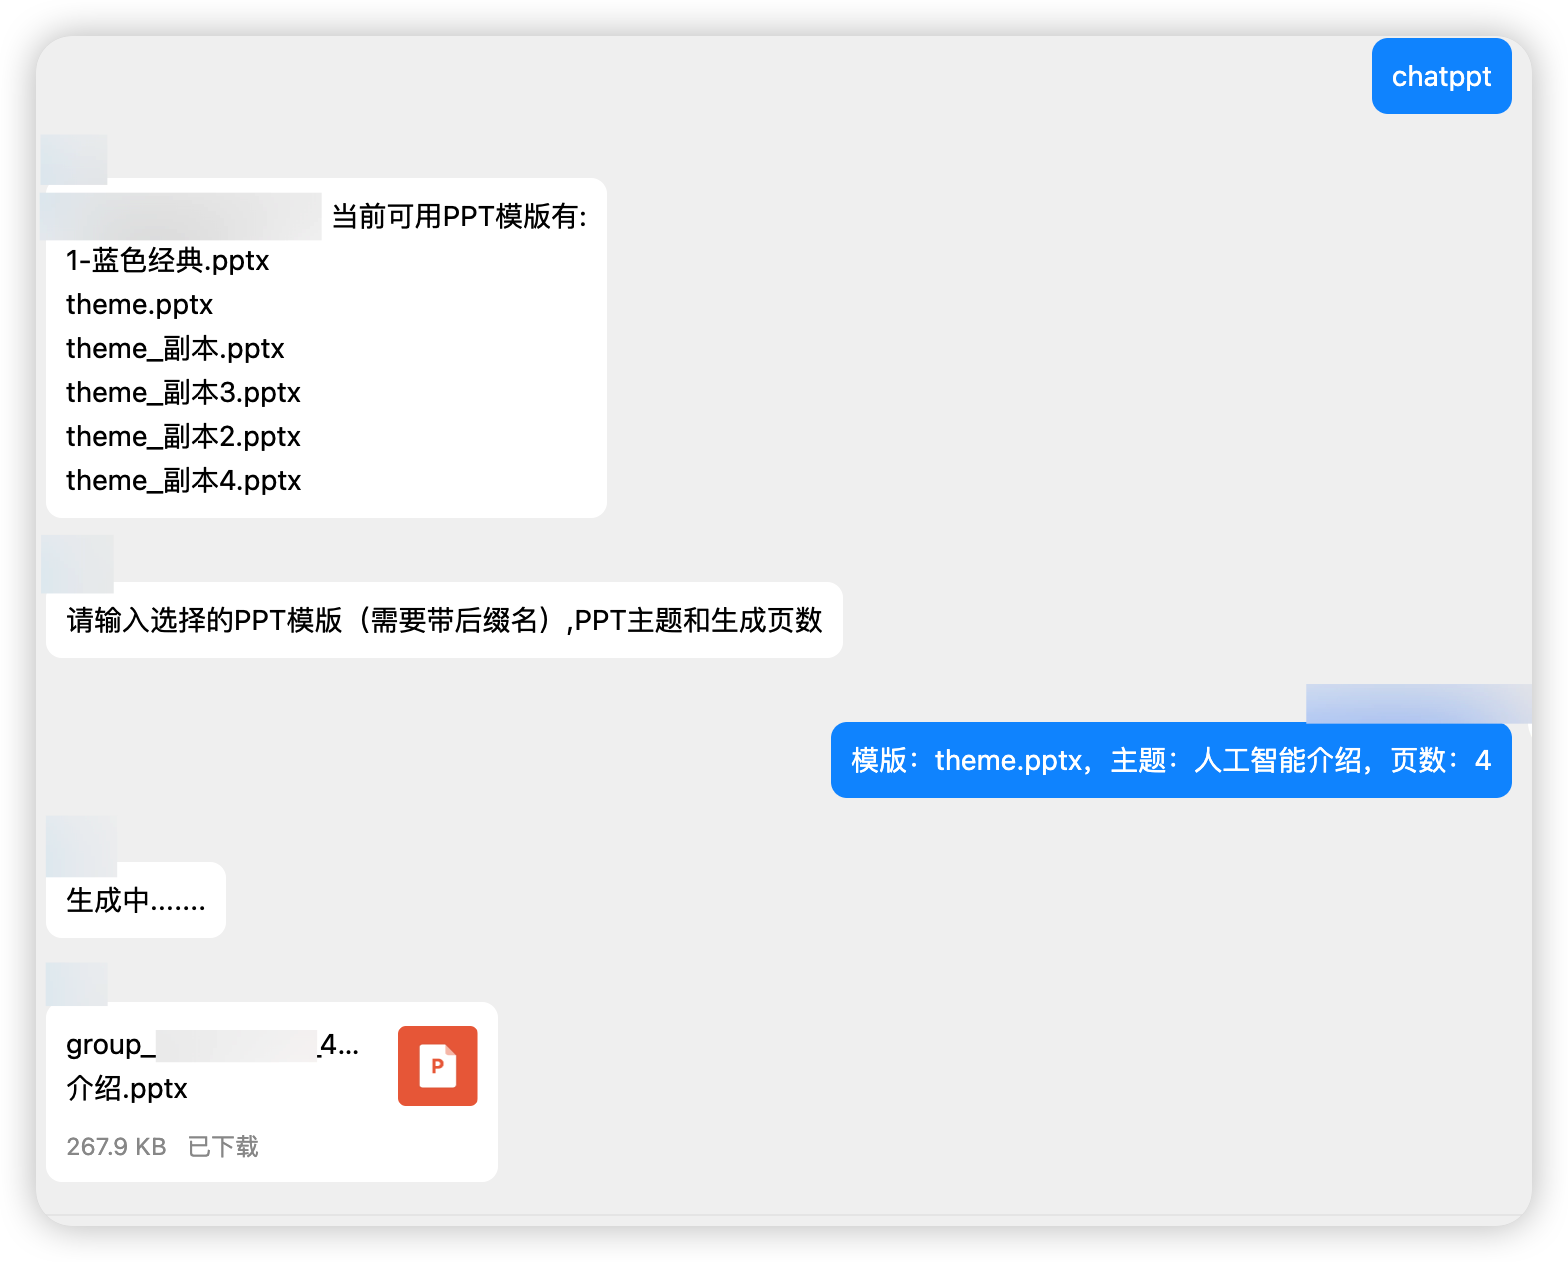 chatppt
当前可用PPT模版有:
1-蓝色经典.pptx
theme.pptx
theme_副本.pptx
theme_副本3.pptx
theme_副本2.pptx
theme_副本4.pptx
请输入选择的PPT模版（需要带后缀名）,PPT主题和生成页数
模版：theme.pptx，主题：人工智能介绍，页数：4
生成中.......
group_ _4...
介绍.pptx
P
267.9 KB 已下载